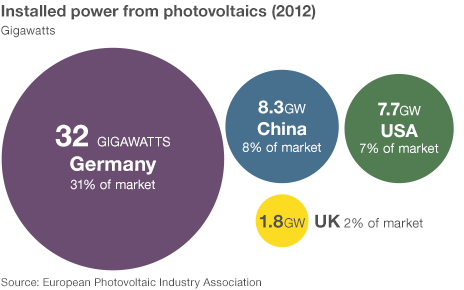 Installed power from photovoltaics (2012)
Gigawatts
32 GIGAWATTS
Germany
31% of market
8.3GW
China
8% of market
7.7GW
USA
7% of market
1.8GW UK 2% of market
Source: European Photovoltaic Industry Association